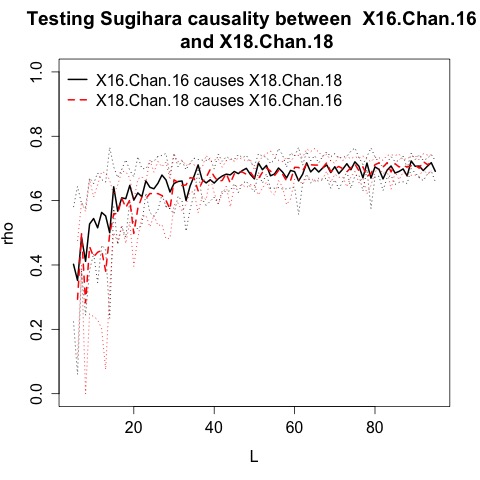 Testing Sugihara causality between X16.Chan.16
and X18.Chan.18
X16.Chan.16 causes X18.Chan.18
X18.Chan.18 causes X16.Chan.16
1.0
0.8
0.6
0.4
0.2
0.0
rho
20 40 60 80
L